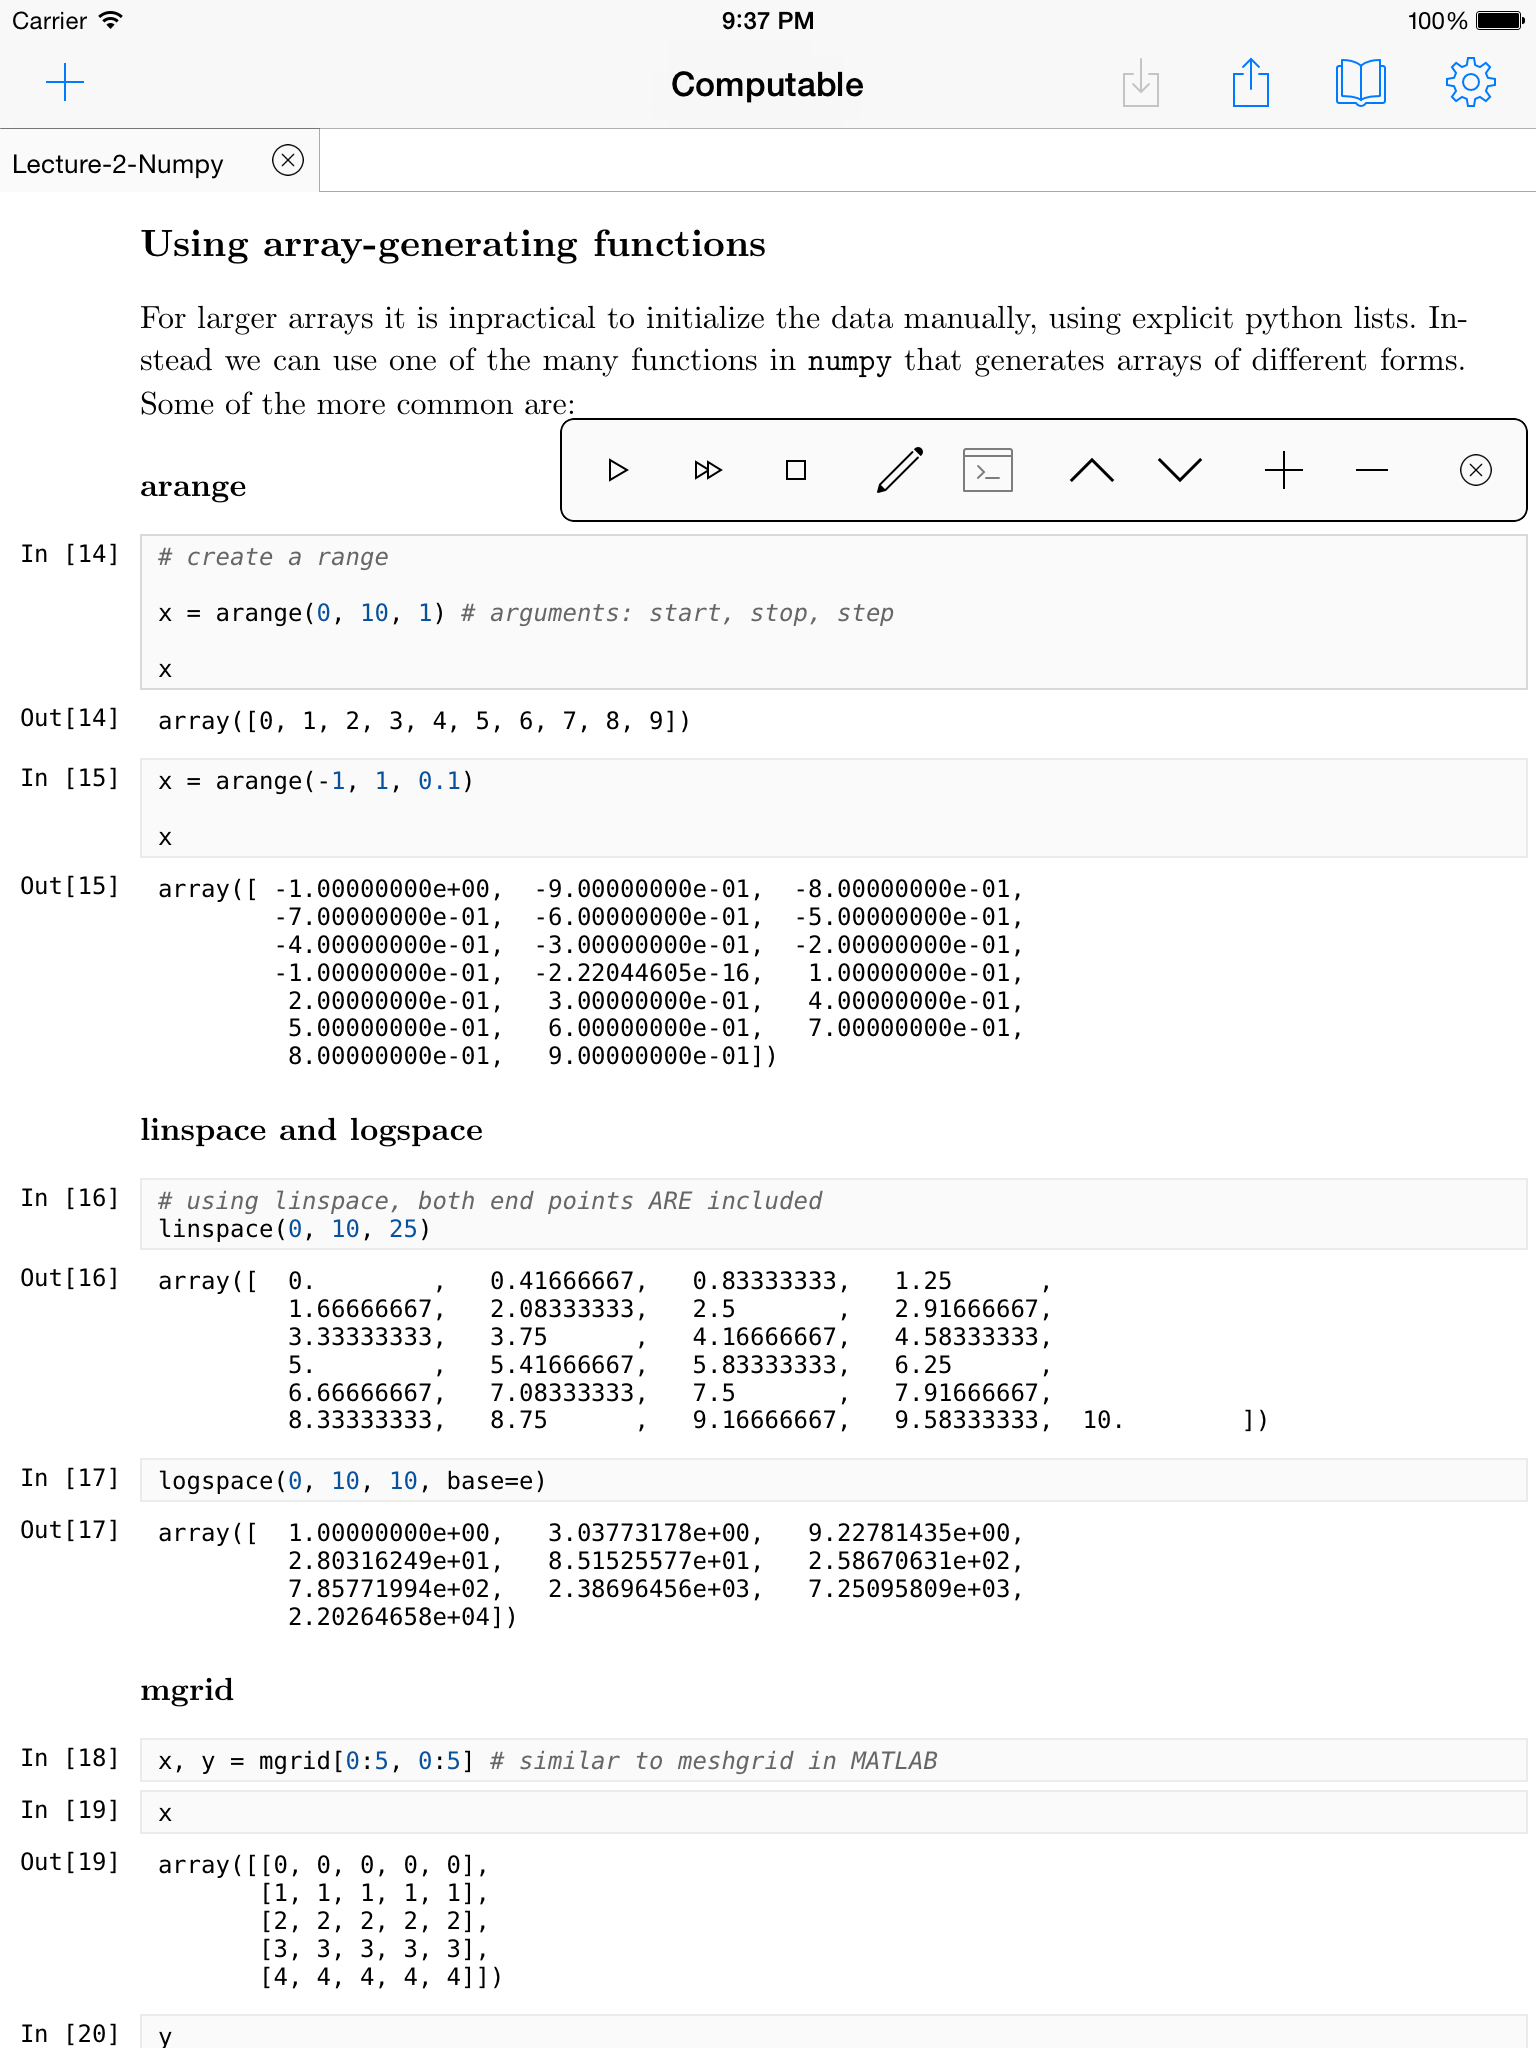 Carrier 9:37 PM 100%
Computable
Lecture-2-Numpy
Using array-generating functions
For larger arrays it is inpractical to initialize the data manually, using explicit python lists. In-
stead we can use one of the many functions in numpy that generates arrays of different forms.
Some of the more common are:
arange
In [14] # create a range
x = arange(0, 10, 1) # arguments: start, stop, step
x
Out[14] array([0, 1, 2, 3, 4, 5, 6, 7, 8, 9])
In [15] x = arange(-1, 1, 0.1)
x
Out[15] array([ -1.00000000e+00, -9.00000000e-01, -8.00000000e-01,
-7.00000000e-01, -6.00000000e-01, -5.00000000e-01,
-4.00000000e-01, -3.00000000e-01, -2.00000000e-01,
-1.00000000e-01, -2.22044605e-16, 1.00000000e-01,
2.00000000e-01, 3.00000000e-01, 4.00000000e-01,
5.00000000e-01, 6.00000000e-01, 7.00000000e-01,
8.00000000e-01, 9.00000000e-01])
linspace and logspace
In [16] # using linspace, both end points ARE included
linspace(0, 10, 25)
Out[16] array([ 0. , 0.41666667, 0.83333333, 1.25 ,
1.66666667, 2.08333333, 2.5 , 2.91666667,
3.33333333, 3.75 , 4.16666667, 4.58333333,
5. , 5.41666667, 5.83333333, 6.25 ,
6.66666667, 7.08333333, 7.5 , 7.91666667,
8.33333333, 8.75 , 9.16666667, 9.58333333, 10. ])
In [17] logspace(0, 10, 10, base=e)
Out[17] array([ 1.00000000e+00, 3.03773178e+00, 9.22781435e+00,
2.80316249e+01, 8.51525577e+01, 2.58670631e+02,
7.85771994e+02, 2.38696456e+03, 7.25095809e+03,
2.20264658e+04])
mgrid
In [18] x, y = mgrid[0:5, 0:5] # similar to meshgrid in MATLAB
In [19] x
Out[19] array([[0, 0, 0, 0, 0],
[1, 1, 1, 1, 1],
[2, 2, 2, 2, 2],
[3, 3, 3, 3, 3],
[4, 4, 4, 4, 4]])
In [20] y